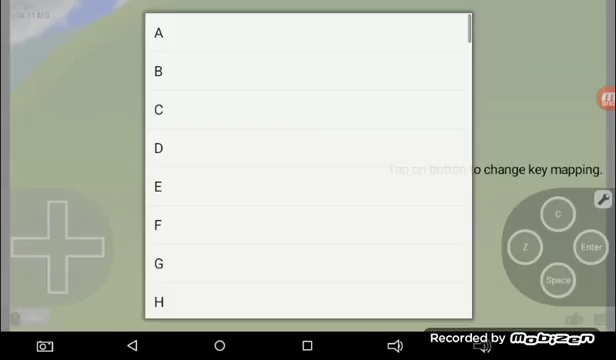 A
B
C
D
E
F
G
H
Tap on button to change key mapping.
C
Z
Enter
Space
Recorded by Mobizen